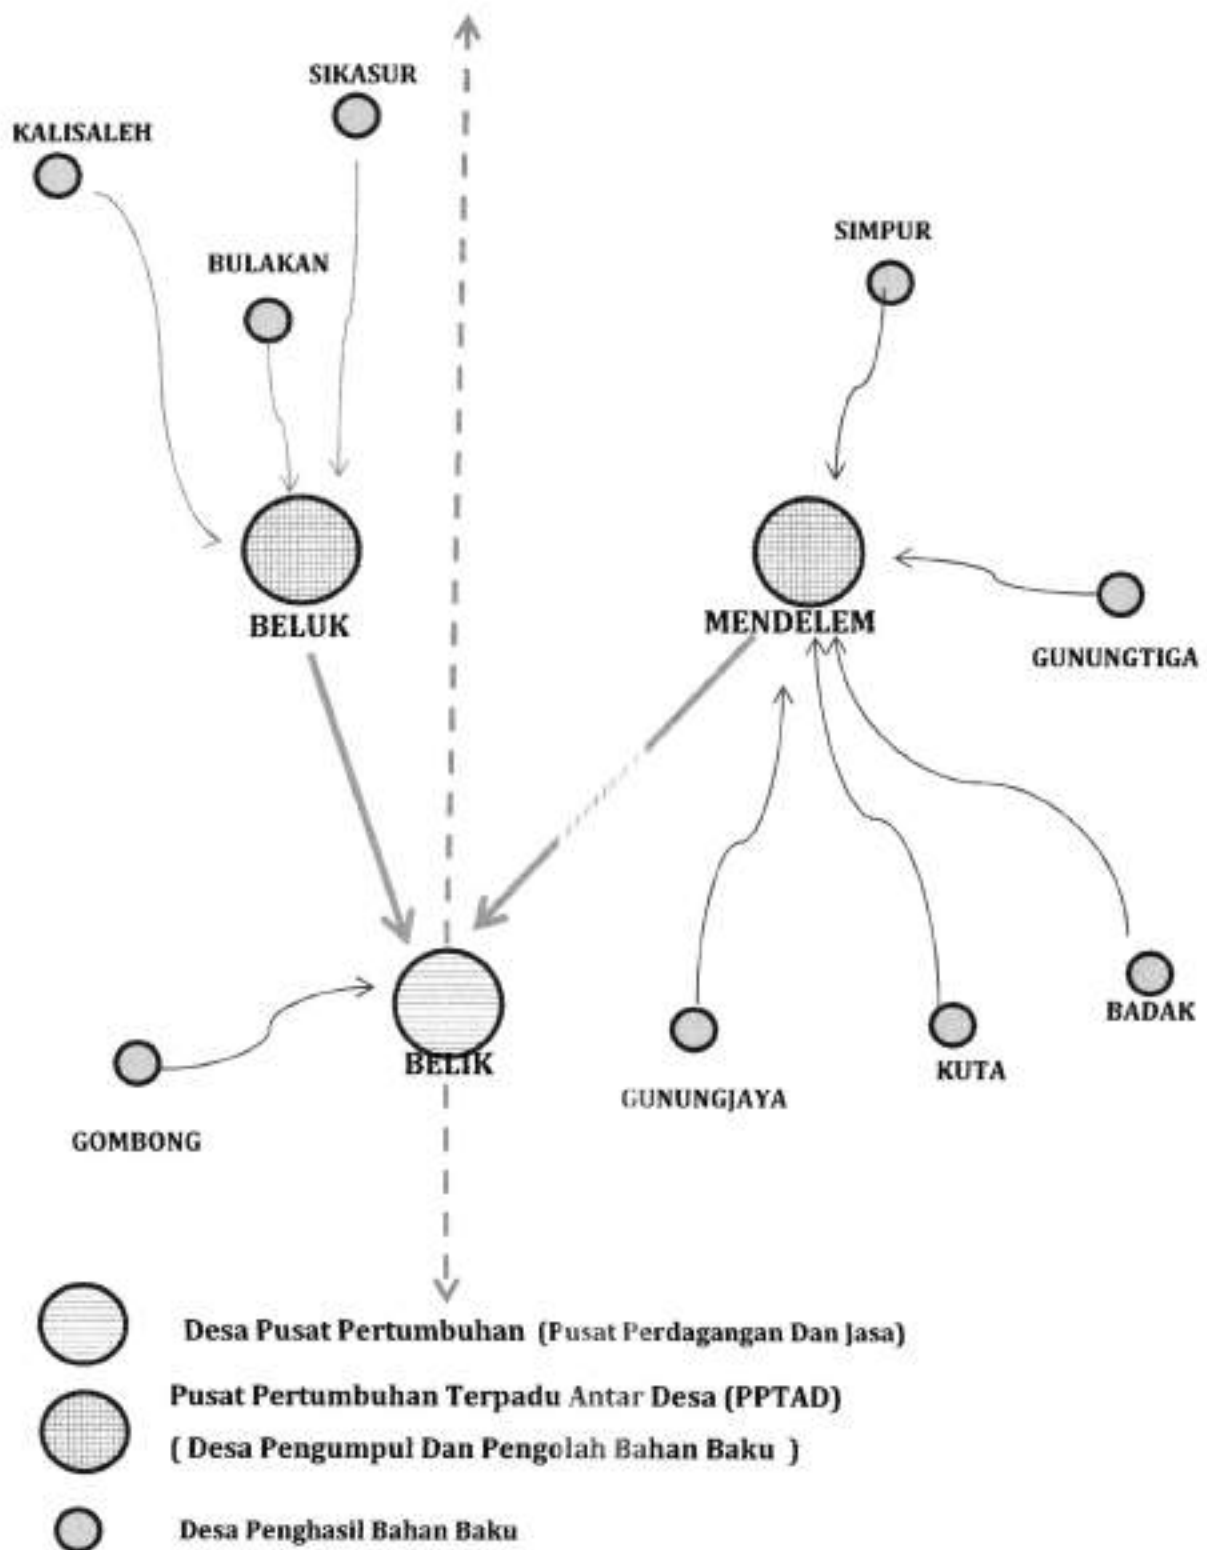 SIKASUR
KALISALEH
SIMPUR
BULAKAN
BELUK
MENDELEM
GUNUNGTIGA
BADAK
BELIK
KUTA
GUNUNGJAYA
GOMBONG
Desa Pusat Pertumbuhan (Pusat Perdagangan Dan Jasa)
Pusat Pertumbuhan Terpadu Antar Desa (PPTAD)
( Desa Pengumpul Dan Pengolah Bahan Baku )
Desa Penghasil Bahan Baku